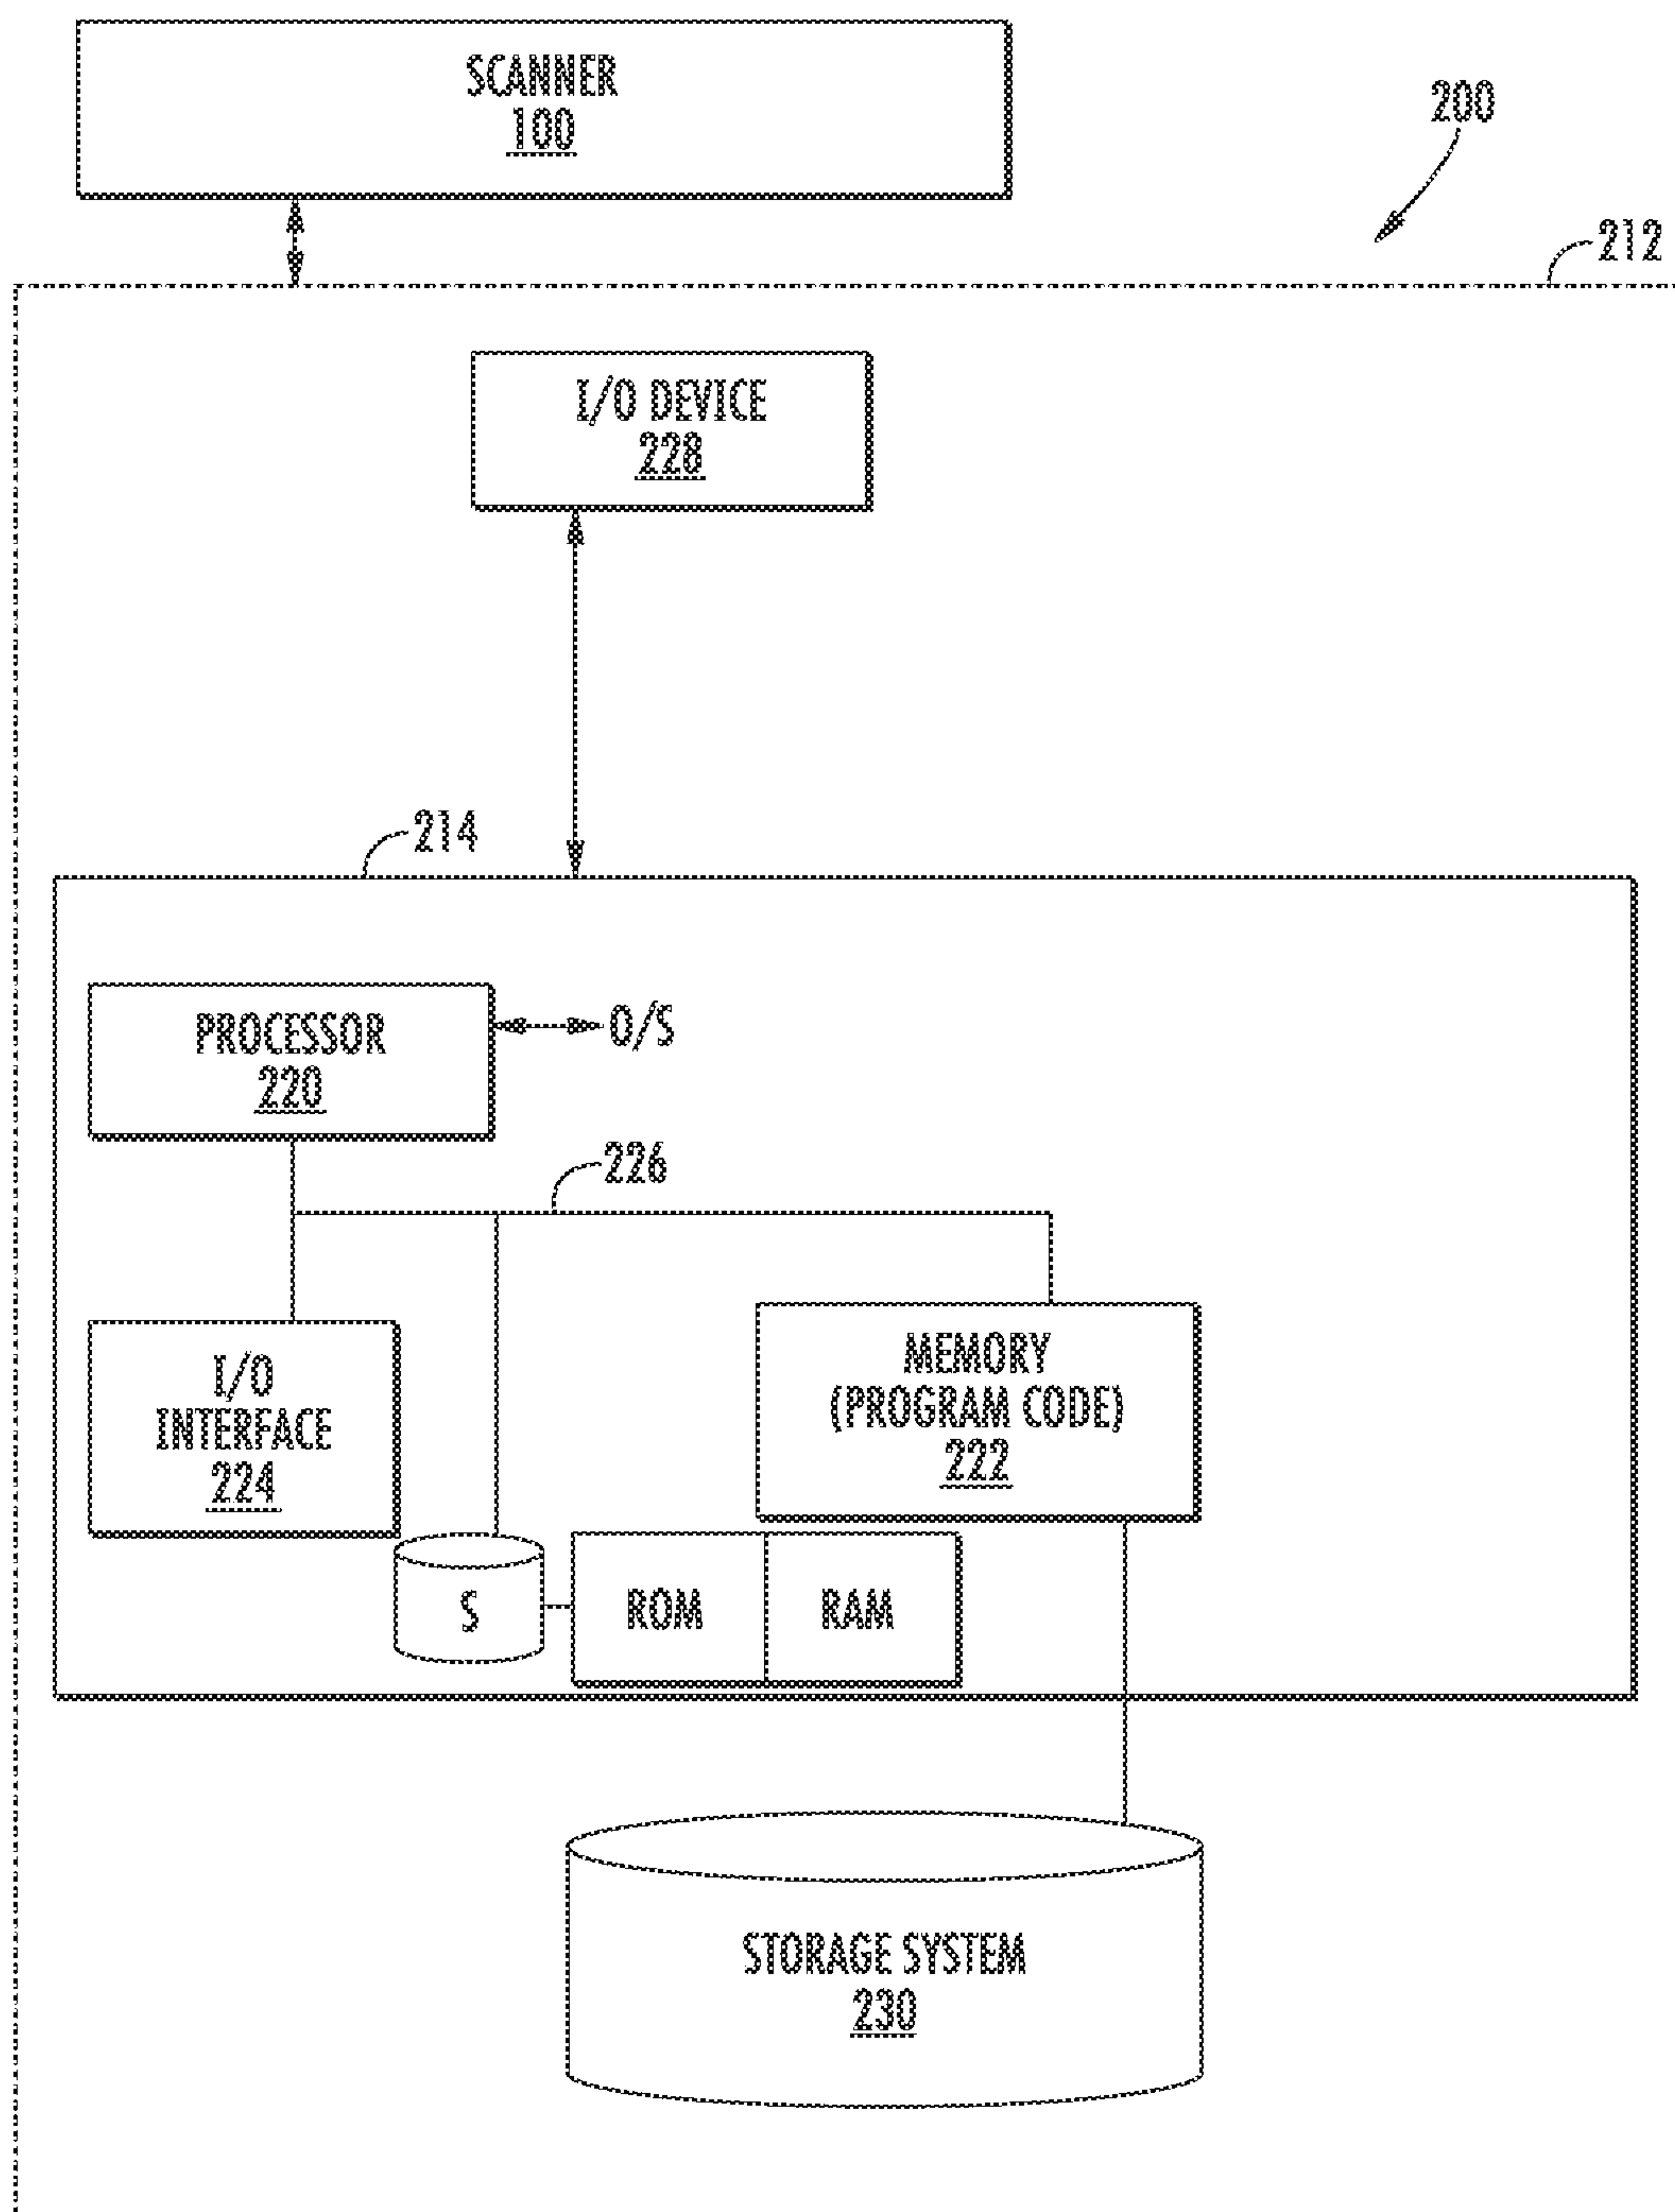 SCANNER
100
200
212
I/O DEVICE
228
214
PROCESSOR
220
O/S
226
I/O
INTERFACE
224
MEMORY
(PROGRAM CODE)
222
S
ROM
RAM
STORAGE SYSTEM
230